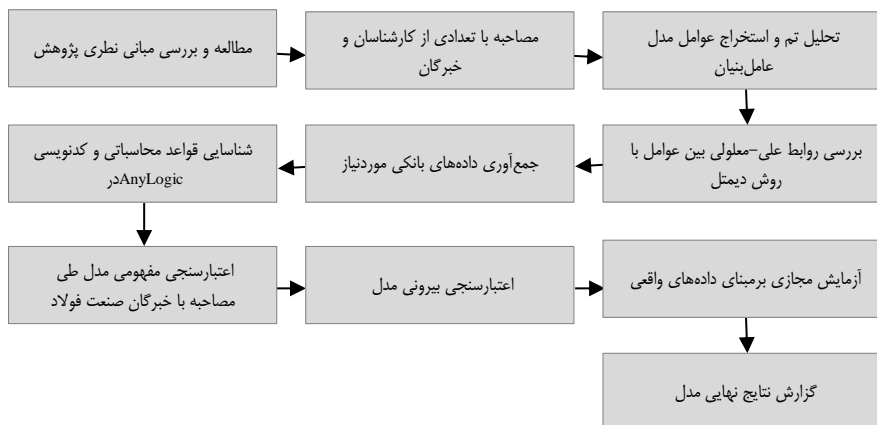 مطالعه و بررسی مبانی نطری پژوهش
مصاحبه با تعدادی از کارشناسان و
خبرگان
تحلیل تم و استخراج عوامل مدل
عامل‌بنیان
بررسی روابط علی-معلولی بین عوامل با
روش دیمتل
جمع‌آوری داده‌های بانکی موردنیاز
شناسایی قواعد محاسباتی و کدنویسی
درAnyLogic
اعتبارسنجی مفهومی مدل طی
مصاحبه با خبرگان صنعت فولاد
اعتبارسنجی بیرونی مدل
آزمایش مجازی برمبنای داده‌های واقعی
گزارش نتایج نهایی مدل